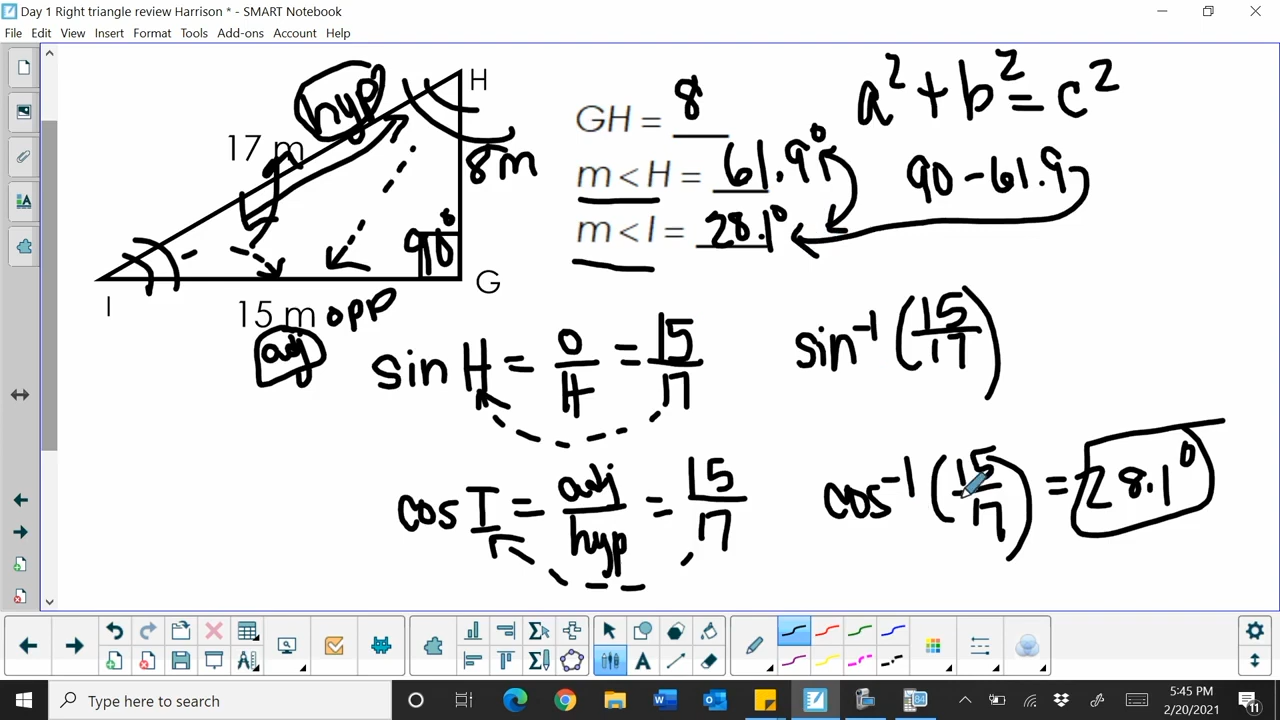 Day 1 Right triangle review Harrison * - SMART Notebook
File Edit View Insert Format Tools Add-ons Account Help
hyp
H
17 m
8m
90°
I
G
15 m opp
adj
GH = 8
m<H = 61.9°
m<I = 28.1°
a² + b² = c²
90 - 61.9
sin H = O/H = 15/17
sin⁻¹ (15/17)
cos I = adj/hyp = 15/17
cos⁻¹ (15/17) = 28.1°
A
Type here to search
84
5:45 PM
2/20/2021
11